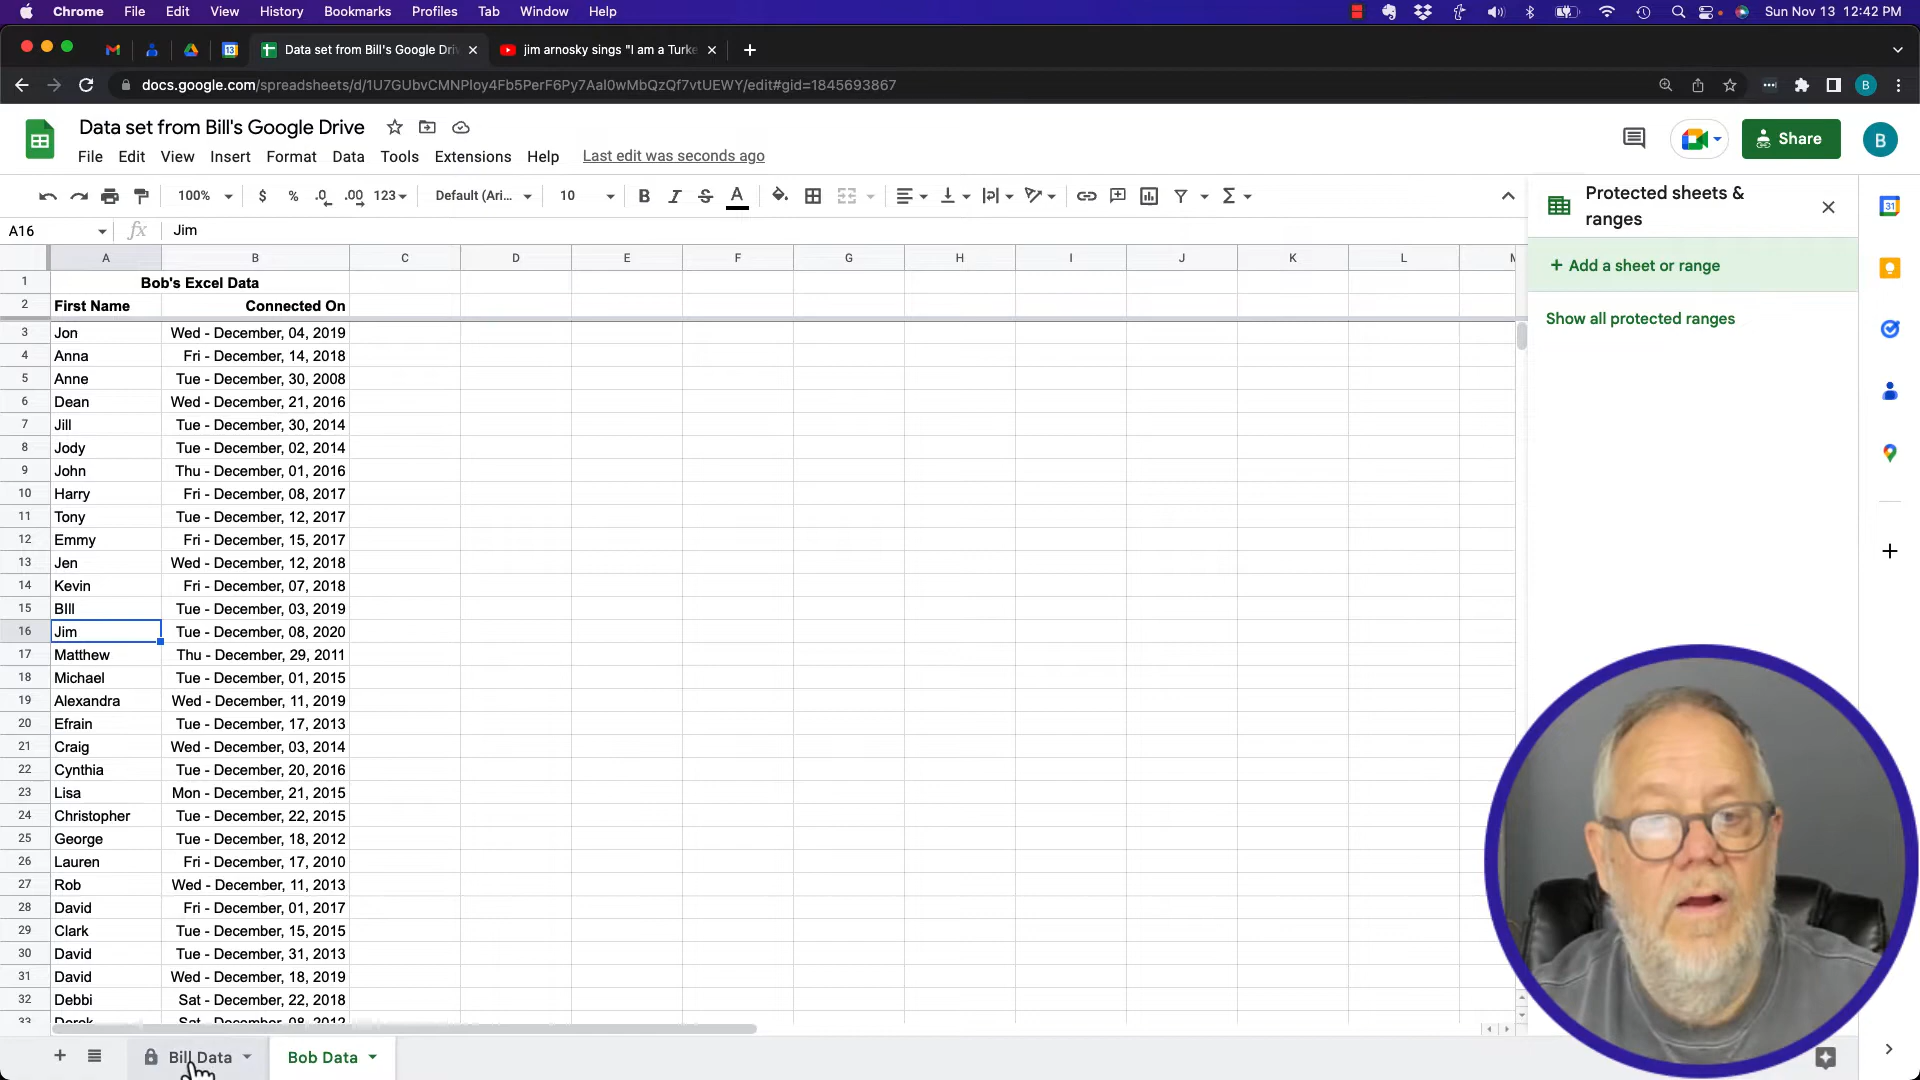 Chrome File Edit View History Bookmarks Profiles Tab Window Help Sun Nov 13 12:42 PM
Data set from Bill's Google Driv jim arnosky sings "I am a Turke
docs.google.com/spreadsheets/d/1U7GUbvCMNPIoy4Fb5PerF6Py7AaI0wMbQzQf7vtUEWY/edit#gid=1845693867
Data set from Bill's Google Drive
Share
B
File Edit View Insert Format Data Tools Extensions Help Last edit was seconds ago
100% $ % .0 .00 123 Default (Ari... 10 B I S A
A16 fx Jim
A B C D E F G H I J K L M
1 Bob's Excel Data
2 First Name Connected On
3 Jon Wed - December, 04, 2019
4 Anna Fri - December, 14, 2018
5 Anne Tue - December, 30, 2008
6 Dean Wed - December, 21, 2016
7 Jill Tue - December, 30, 2014
8 Jody Tue - December, 02, 2014
9 John Thu - December, 01, 2016
10 Harry Fri - December, 08, 2017
11 Tony Tue - December, 12, 2017
12 Emmy Fri - December, 15, 2017
13 Jen Wed - December, 12, 2018
14 Kevin Fri - December, 07, 2018
15 BIll Tue - December, 03, 2019
16 Jim Tue - December, 08, 2020
17 Matthew Thu - December, 29, 2011
18 Michael Tue - December, 01, 2015
19 Alexandra Wed - December, 11, 2019
20 Efrain Tue - December, 17, 2013
21 Craig Wed - December, 03, 2014
22 Cynthia Tue - December, 20, 2016
23 Lisa Mon - December, 21, 2015
24 Christopher Tue - December, 22, 2015
25 George Tue - December, 18, 2012
26 Lauren Fri - December, 17, 2010
27 Rob Wed - December, 11, 2013
28 David Fri - December, 01, 2017
29 Clark Tue - December, 15, 2015
30 David Tue - December, 31, 2013
31 David Wed - December, 18, 2019
32 Debbi Sat - December, 22, 2018
33 Derek Sat - December, 08, 2012
Protected sheets &
ranges
+ Add a sheet or range
Show all protected ranges
Bill Data Bob Data